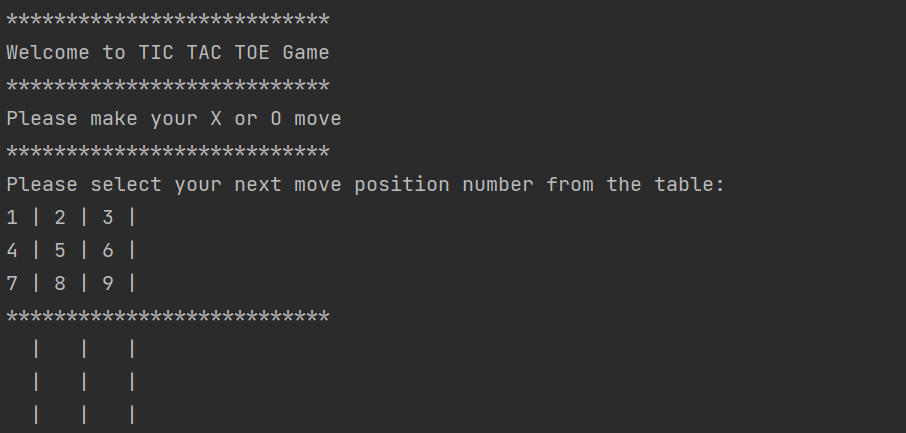 ***************************
Welcome to TIC TAC TOE Game
***************************
Please make your X or O move
***************************
Please select your next move position number from the table:
1 | 2 | 3 |
4 | 5 | 6 |
7 | 8 | 9 |
***************************
  |   |   |
  |   |   |
  |   |   |